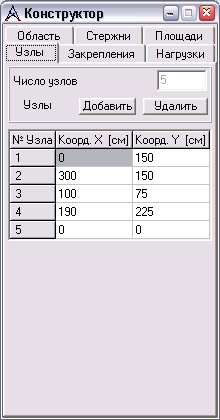 Конструктор
Область Стержни Площади
Узлы Закрепления Нагрузки
Число узлов 5
Узлы Добавить Удалить
№ Узла Коорд. X [см] Коорд. Y [см]
1 0 150
2 300 150
3 100 75
4 190 225
5 0 0